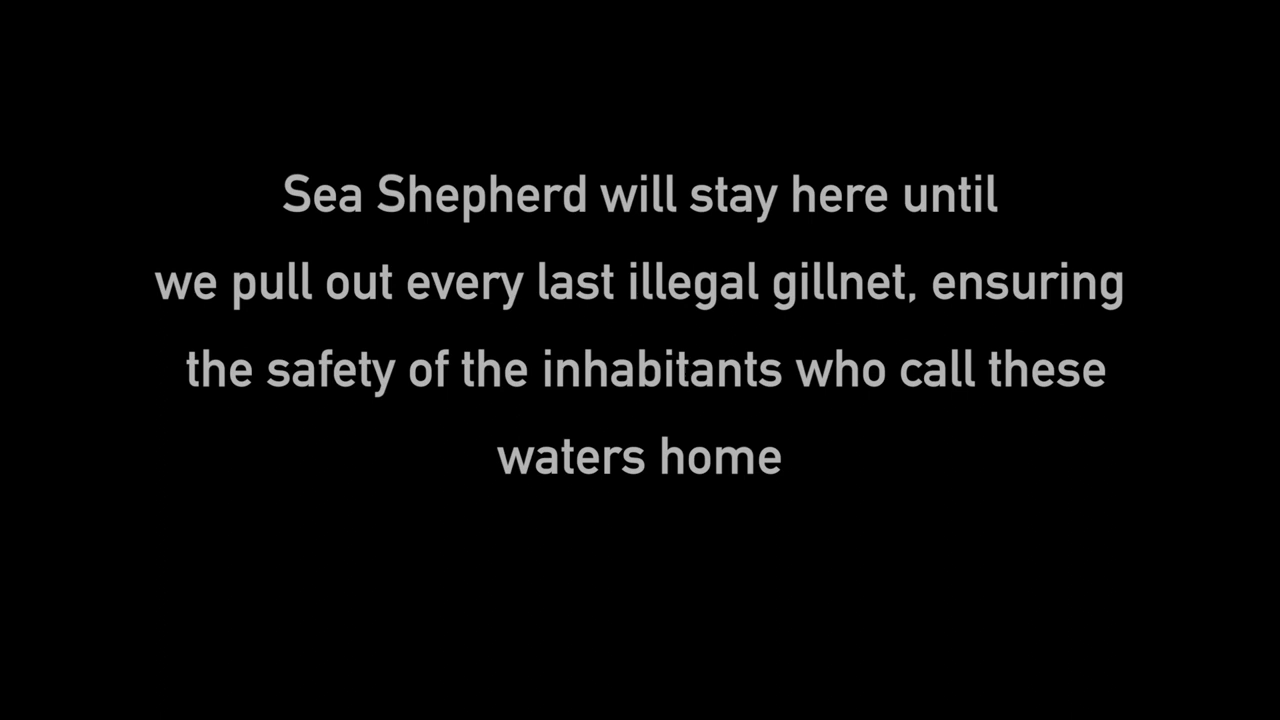 Sea Shepherd will stay here until
we pull out every last illegal gillnet, ensuring
the safety of the inhabitants who call these
waters home